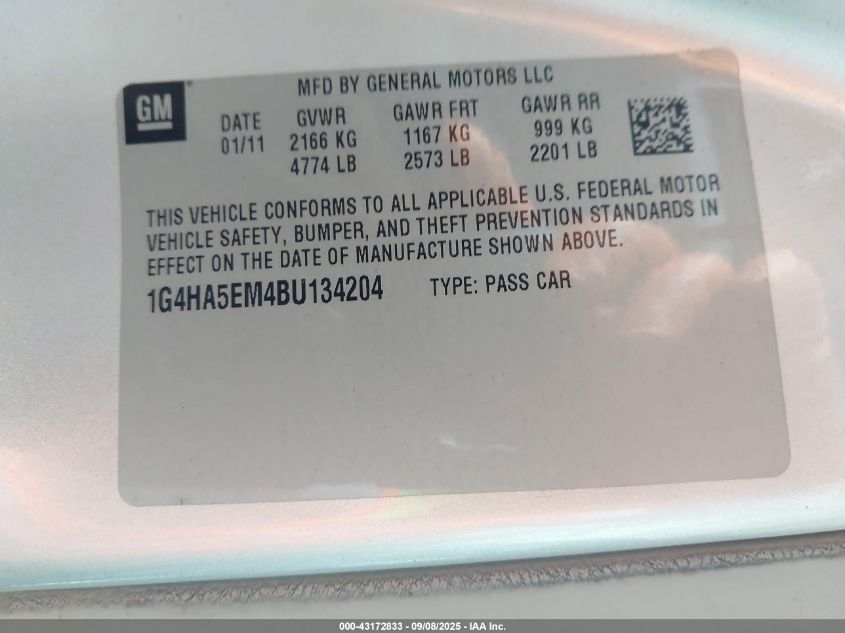 GM
MFD BY GENERAL MOTORS LLC
DATE GVWR GAWR FRT GAWR RR
01/11 2166 KG 1167 KG 999 KG
4774 LB 2573 LB 2201 LB
THIS VEHICLE CONFORMS TO ALL APPLICABLE U.S. FEDERAL MOTOR
VEHICLE SAFETY, BUMPER, AND THEFT PREVENTION STANDARDS IN
EFFECT ON THE DATE OF MANUFACTURE SHOWN ABOVE.
1G4HA5EM4BU134204 TYPE: PASS CAR
000-43172833 - 09/08/2025 - IAA Inc.